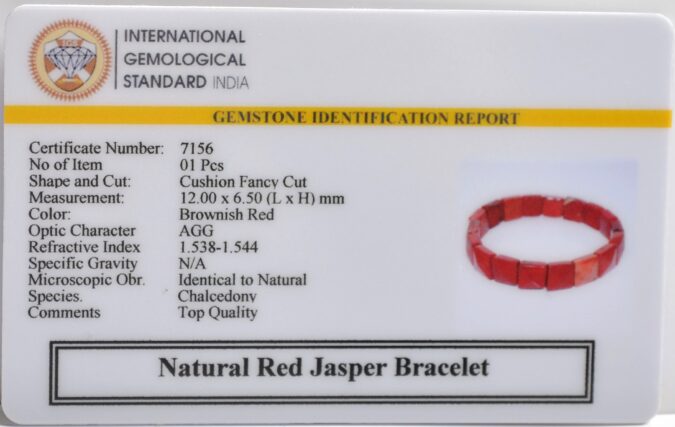 IGS
INTERNATIONAL
GEMOLOGICAL
STANDARD INDIA
GEMSTONE IDENTIFICATION REPORT
Certificate Number: 7156
No of Item 01 Pcs
Shape and Cut: Cushion Fancy Cut
Measurement: 12.00 x 6.50 (L x H) mm
Color: Brownish Red
Optic Character AGG
Refractive Index 1.538-1.544
Specific Gravity N/A
Microscopic Obr. Identical to Natural
Species. Chalcedony
Comments Top Quality
Natural Red Jasper Bracelet